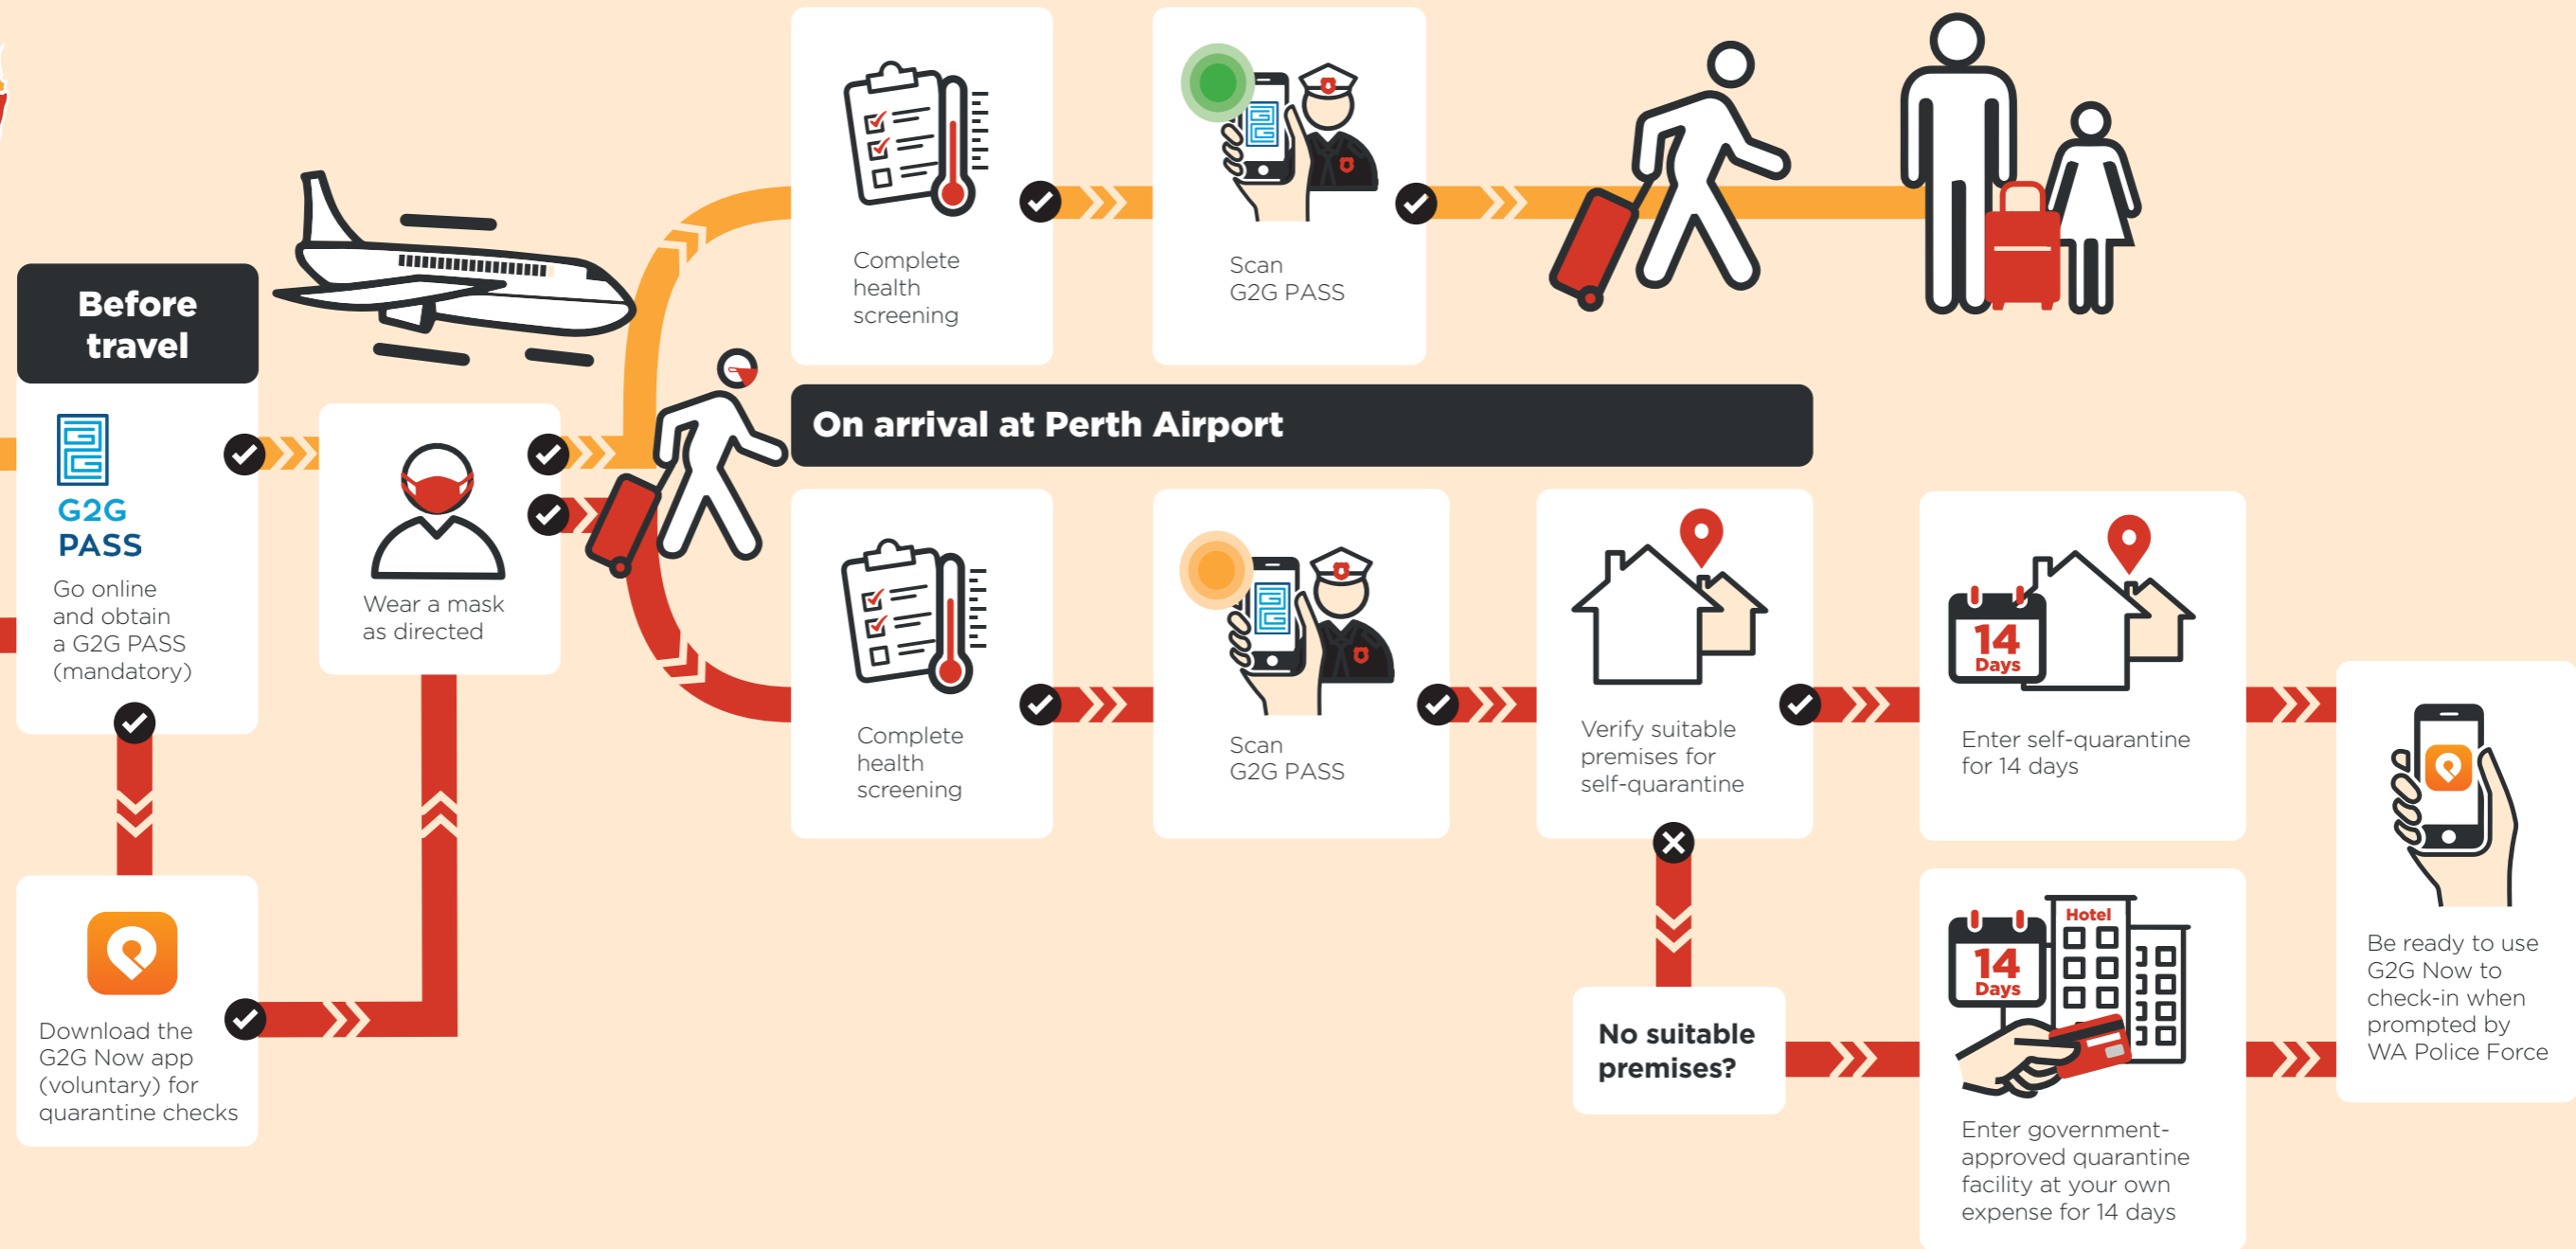 Before
travel
G2G
PASS
Go online
and obtain
a G2G PASS
(mandatory)
Download the
G2G Now app
(voluntary) for
quarantine checks
Wear a mask
as directed
Complete
health
screening
Scan
G2G PASS
On arrival at Perth Airport
Complete
health
screening
Scan
G2G PASS
Verify suitable
premises for
self-quarantine
No suitable
premises?
14
Days
Enter self-quarantine
for 14 days
Hotel
14
Days
Enter government-
approved quarantine
facility at your own
expense for 14 days
Be ready to use
G2G Now to
check-in when
prompted by
WA Police Force